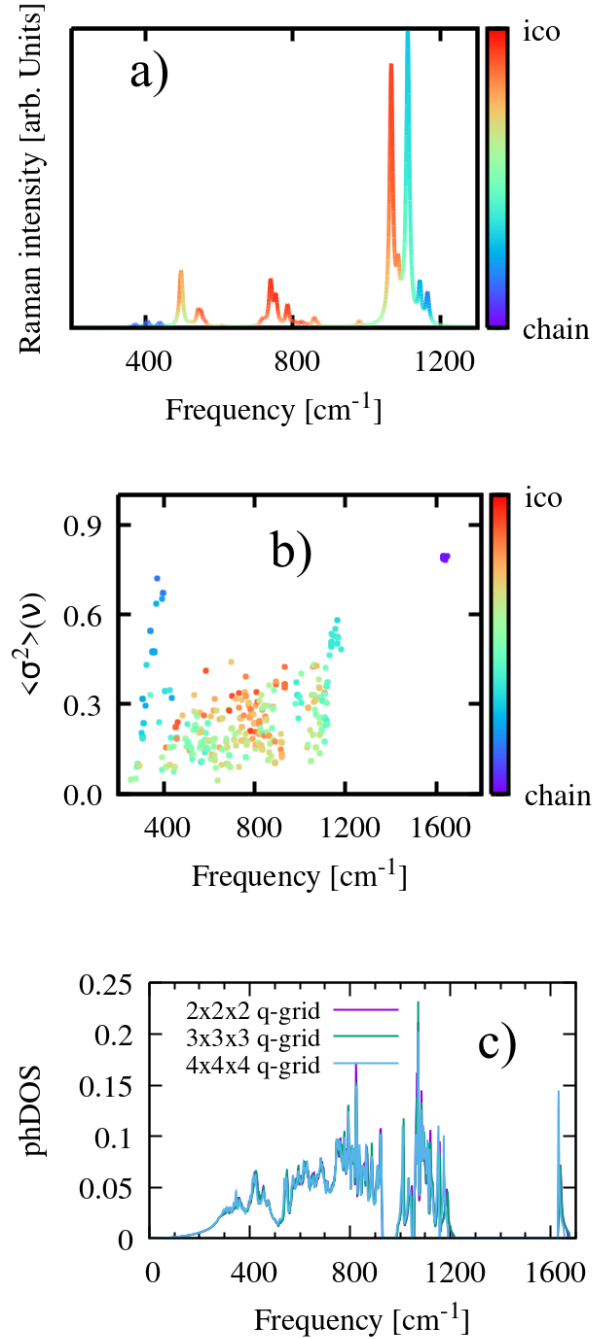 ico
a)
Raman intensity [arb. Units]
chain
400 800 1200
Frequency [cm-1]
ico
0.9
b)
0.6
<σ2>(ν)
0.3
0.0
chain
400 800 1200 1600
Frequency [cm-1]
0.25
2x2x2 q-grid
0.2
3x3x3 q-grid
c)
4x4x4 q-grid
0.15
phDOS
0.1
0.05
0
0 400 800 1200 1600
Frequency [cm-1]